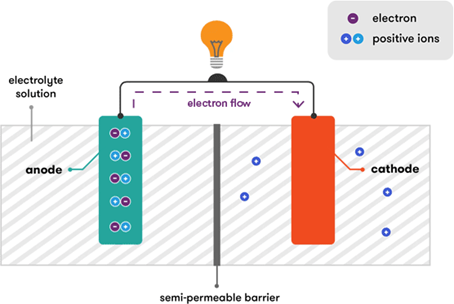 electron
positive ions
electrolyte
solution
electron flow
anode
cathode
semi-permeable barrier